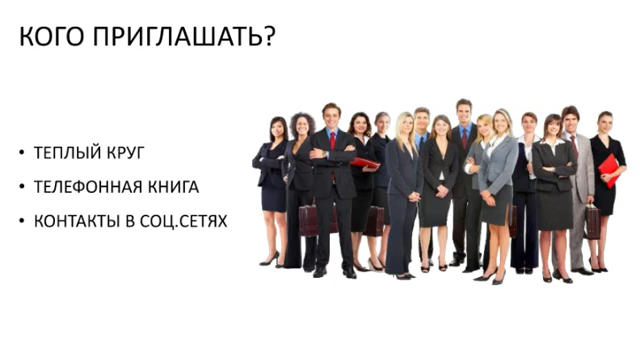 КОГО ПРИГЛАШАТЬ?
• ТЕПЛЫЙ КРУГ
• ТЕЛЕФОННАЯ КНИГА
• КОНТАКТЫ В СОЦ.СЕТЯХ